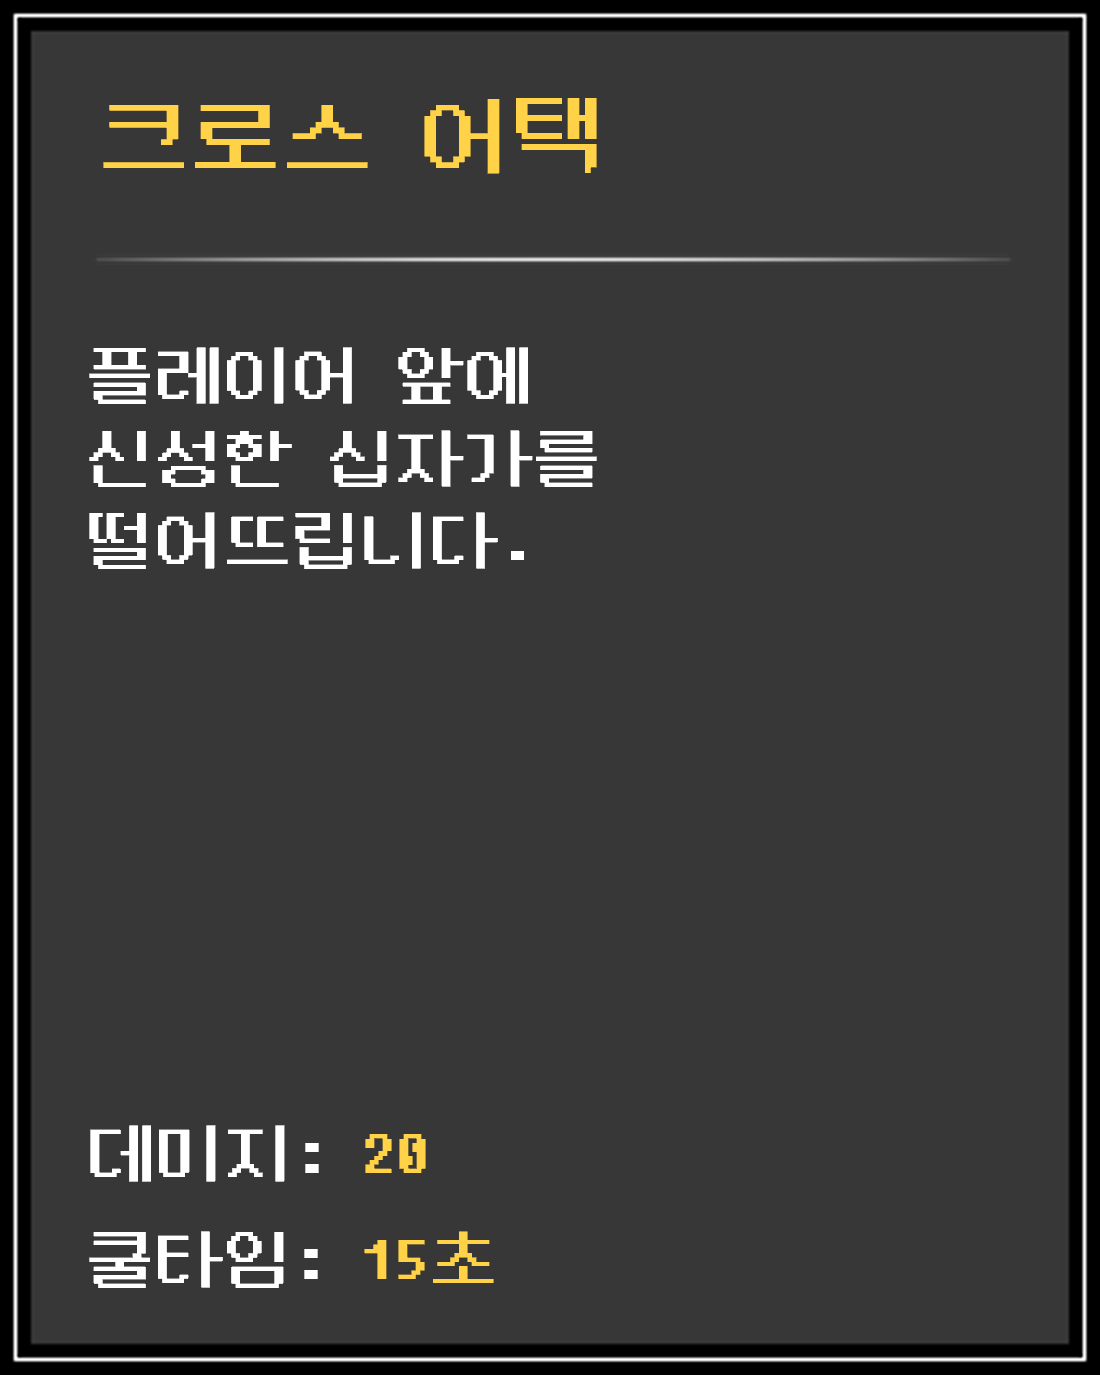 크로스 어택
플레이어 앞에
신성한 십자가를
떨어뜨립니다.
데미지: 20
쿨타임: 15초